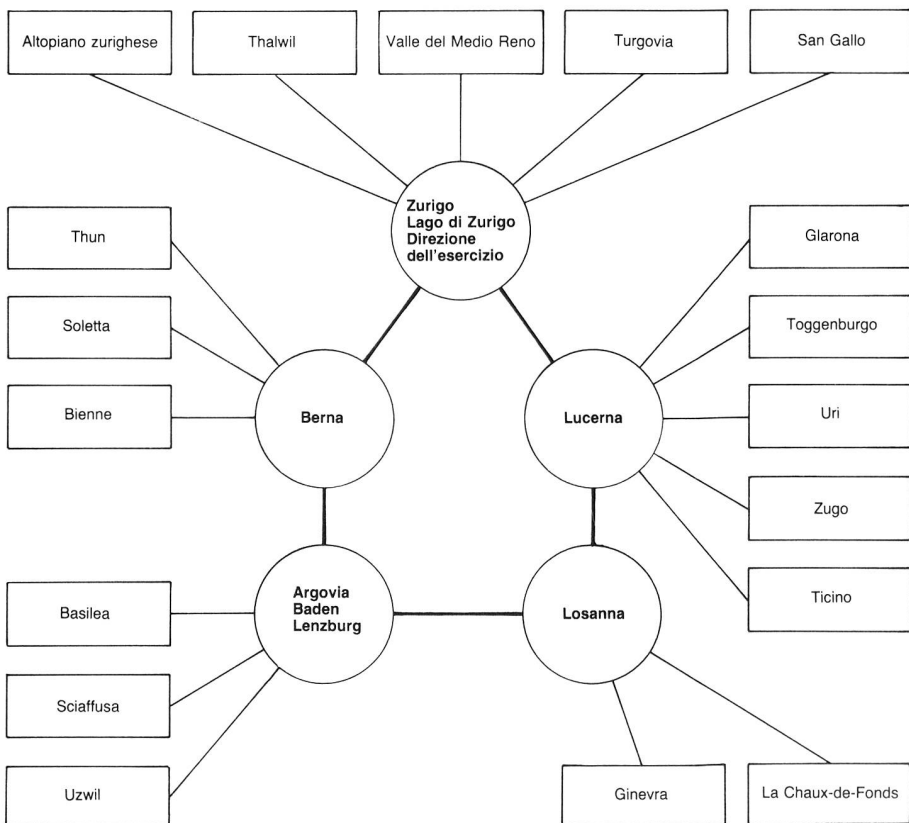 Altopiano zurighese
Thalwil
Valle del Medio Reno
Turgovia
San Gallo
Zurigo
Lago di Zurigo
Direzione
dell'esercizio
Thun
Soletta
Bienne
Glarona
Toggenburgo
Uri
Zugo
Ticino
Berna
Lucerna
Argovia
Baden
Lenzburg
Losanna
Basilea
Sciaffusa
Uzwil
Ginevra
La Chaux-de-Fonds